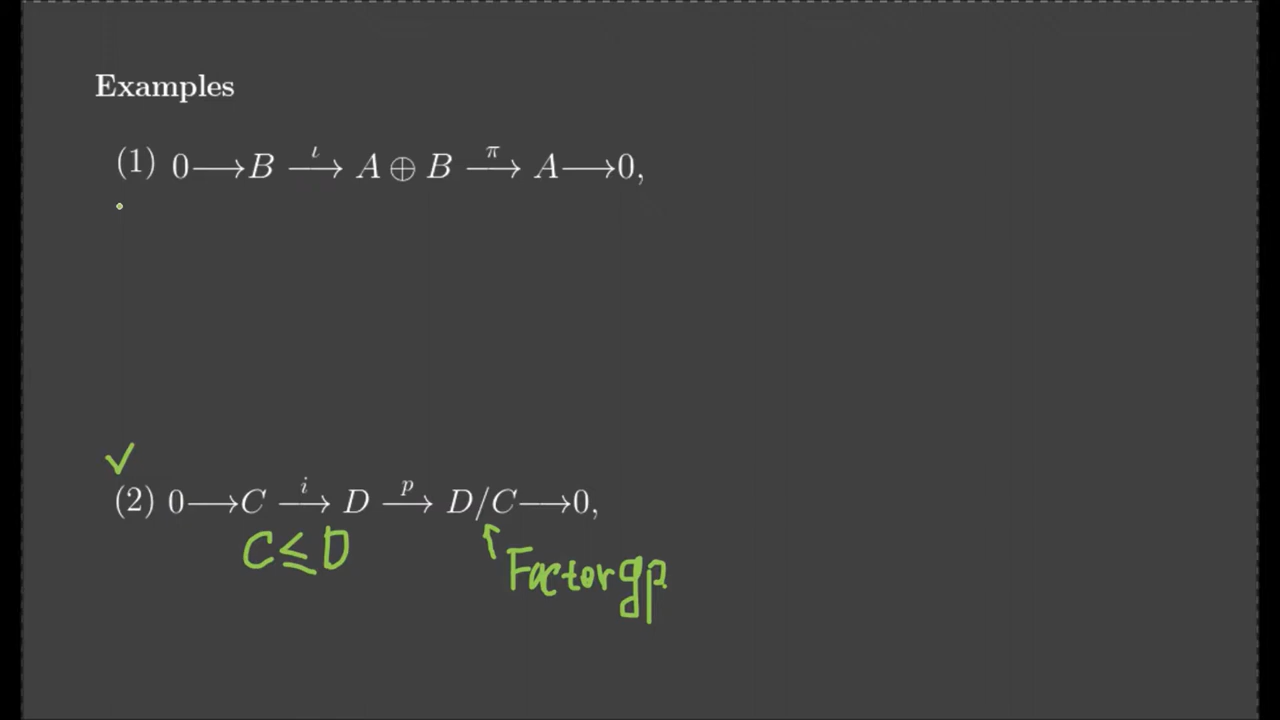 Examples
(1) 0⟶B —ι→ A ⊕ B —π→ A⟶0,
(2) 0⟶C —i→ D —p→ D/C⟶0,
C ≤ D
Factor gp.